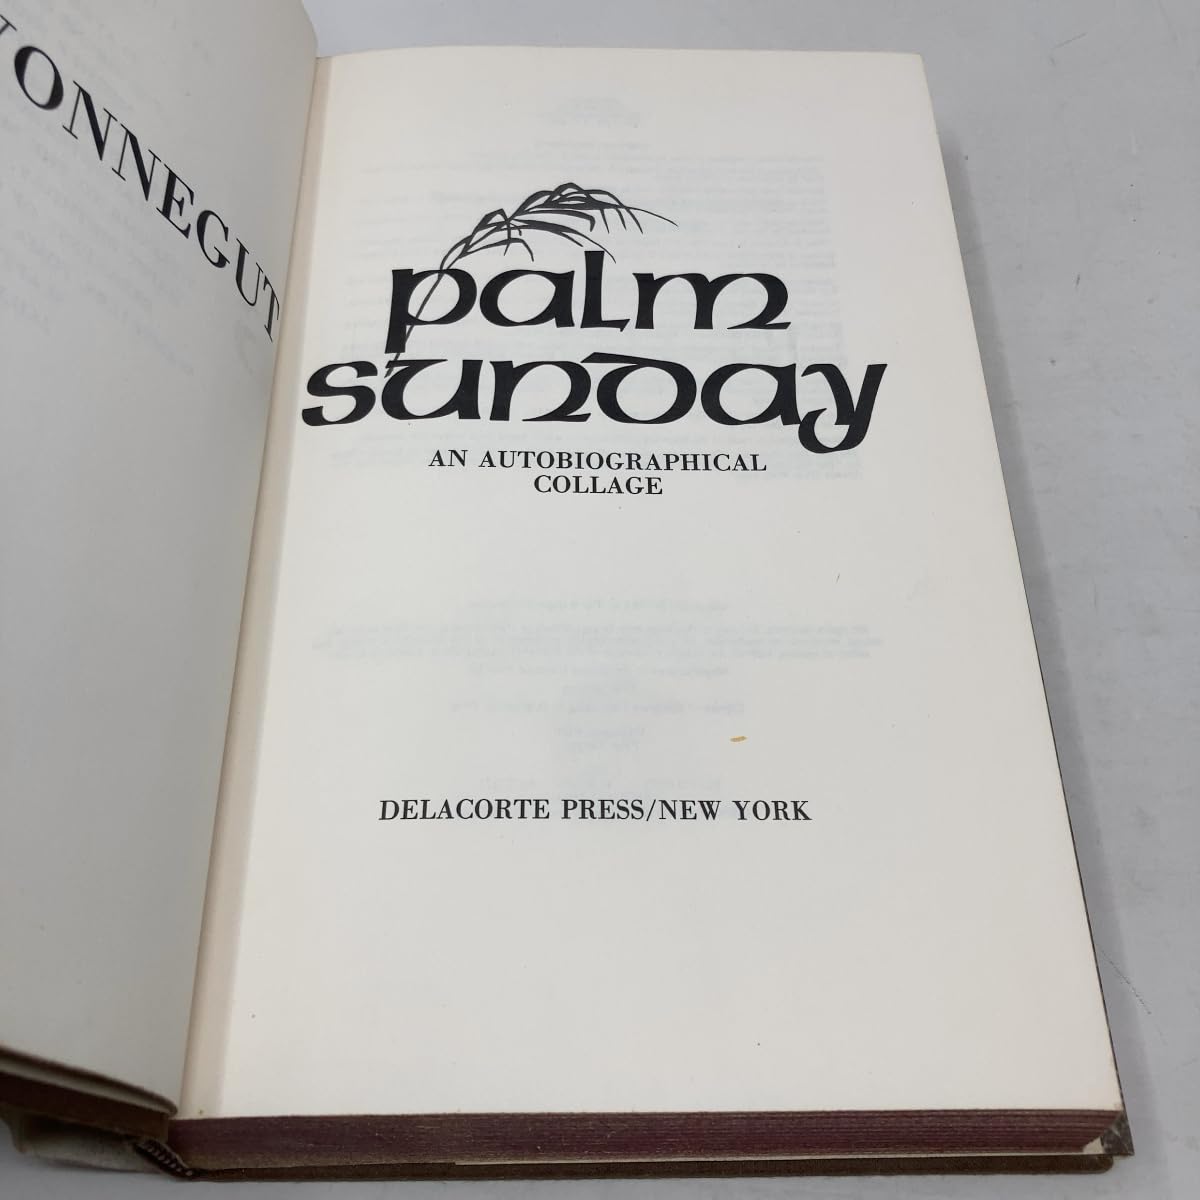 VONNEGUT
palm
sunday
AN AUTOBIOGRAPHICAL
COLLAGE
DELACORTE PRESS/NEW YORK